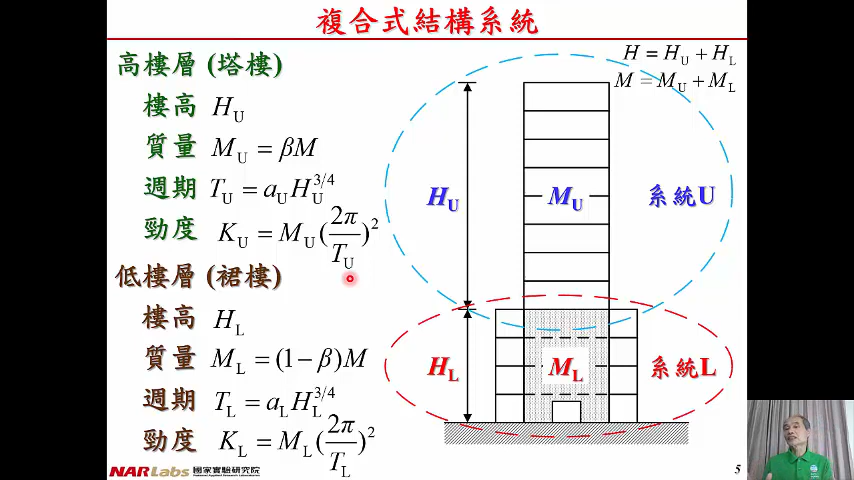 複合式結構系統
高樓層 (塔樓)
樓高 H_U
質量 M_U = βM
週期 T_U = a_U H_U^{3/4}
勁度 K_U = M_U(2π/T_U)^2
低樓層 (裙樓)
樓高 H_L
質量 M_L = (1−β)M
週期 T_L = a_L H_L^{3/4}
勁度 K_L = M_L(2π/T_L)^2
H = H_U + H_L
M = M_U + M_L
H_U
M_U
系統U
H_L
M_L
系統L
NARLabs 國家實驗研究院
5